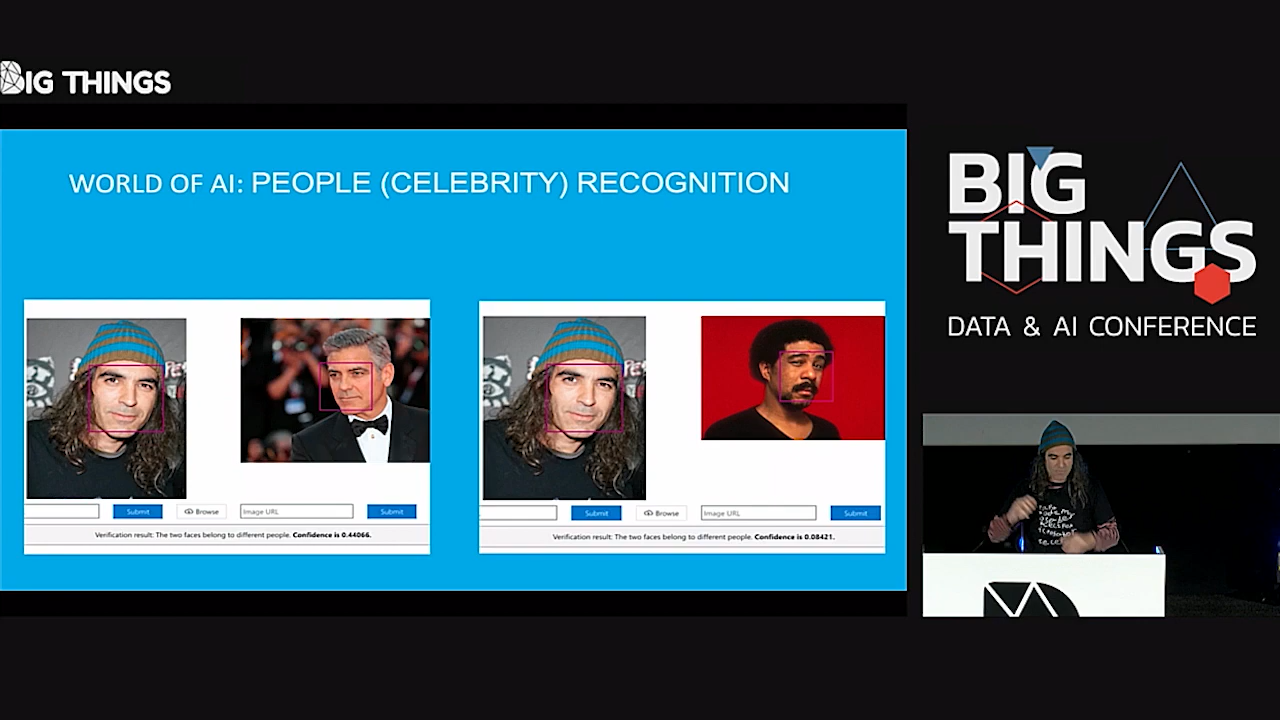 BIG THINGS
WORLD OF AI: PEOPLE (CELEBRITY) RECOGNITION
Submit
Browse
Image URL
Submit
Verification result: The two faces belong to different people. Confidence is 0.44066.
Submit
Browse
Image URL
Submit
Verification result: The two faces belong to different people. Confidence is 0.08421.
BIG
THINGS
DATA & AI CONFERENCE